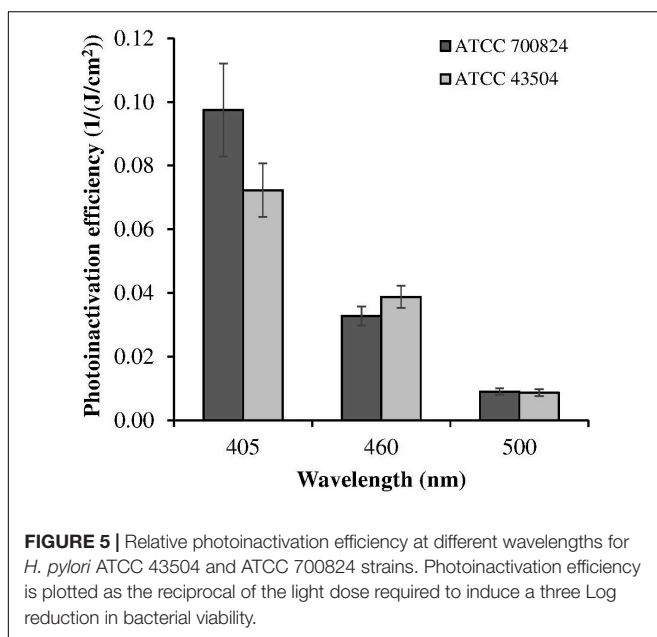 ATCC 700824
ATCC 43504
Photoinactivation efficiency (1/(J/cm²))
0.12
0.10
0.08
0.06
0.04
0.02
0.00
405 460 500
Wavelength (nm)
FIGURE 5 | Relative photoinactivation efficiency at different wavelengths for
H. pylori ATCC 43504 and ATCC 700824 strains. Photoinactivation efficiency
is plotted as the reciprocal of the light dose required to induce a three Log
reduction in bacterial viability.